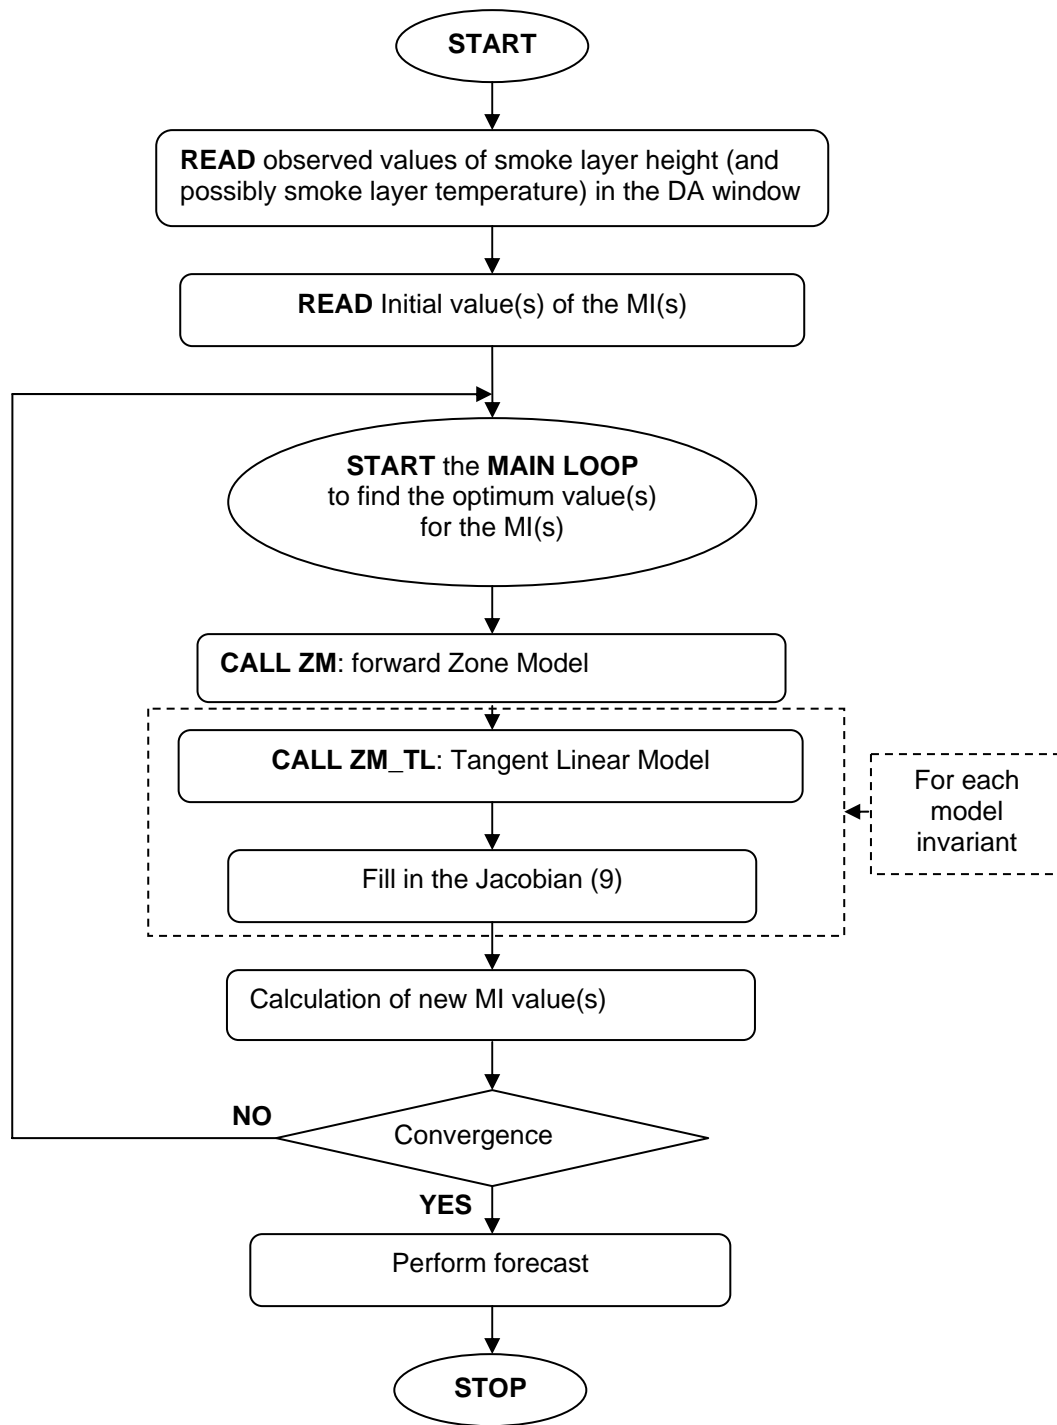 START
READ observed values of smoke layer height (and
possibly smoke layer temperature) in the DA window
READ Initial value(s) of the MI(s)
START the MAIN LOOP
to find the optimum value(s)
for the MI(s)
CALL ZM: forward Zone Model
CALL ZM_TL: Tangent Linear Model
For each
model
invariant
Fill in the Jacobian (9)
Calculation of new MI value(s)
NO
Convergence
YES
Perform forecast
STOP